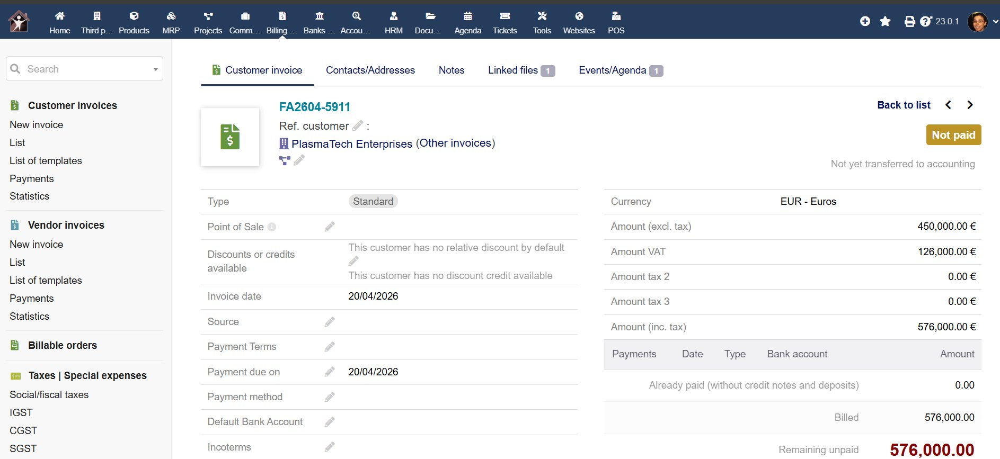 Home Third p... Products MRP Projects Comm... Billing ... Banks ... Accou... HRM Docu... Agenda Tickets Tools Websites POS 23.0.1
Search
Customer invoices
New invoice
List
List of templates
Payments
Statistics
Vendor invoices
New invoice
List
List of templates
Payments
Statistics
Billable orders
Taxes | Special expenses
Social/fiscal taxes
IGST
CGST
SGST
Customer invoice Contacts/Addresses Notes Linked files 1 Events/Agenda 1
FA2604-5911
Ref. customer :
PlasmaTech Enterprises (Other invoices)
Back to list
Not paid
Not yet transferred to accounting
Type Standard
Point of Sale
Discounts or credits available
This customer has no relative discount by default
This customer has no discount credit available
Invoice date 20/04/2026
Source
Payment Terms
Payment due on 20/04/2026
Payment method
Default Bank Account
Incoterms
Currency EUR - Euros
Amount (excl. tax) 450,000.00 €
Amount VAT 126,000.00 €
Amount tax 2 0.00 €
Amount tax 3 0.00 €
Amount (inc. tax) 576,000.00 €
Payments Date Type Bank account Amount
Already paid (without credit notes and deposits) 0.00
Billed 576,000.00
Remaining unpaid 576,000.00